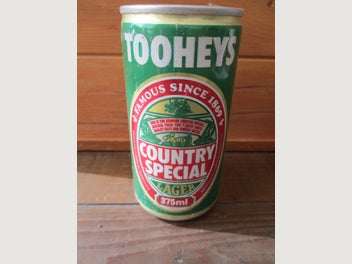 TOOHEYS
FAMOUS SINCE 1869
COUNTRY
SPECIAL
LAGER
375ml